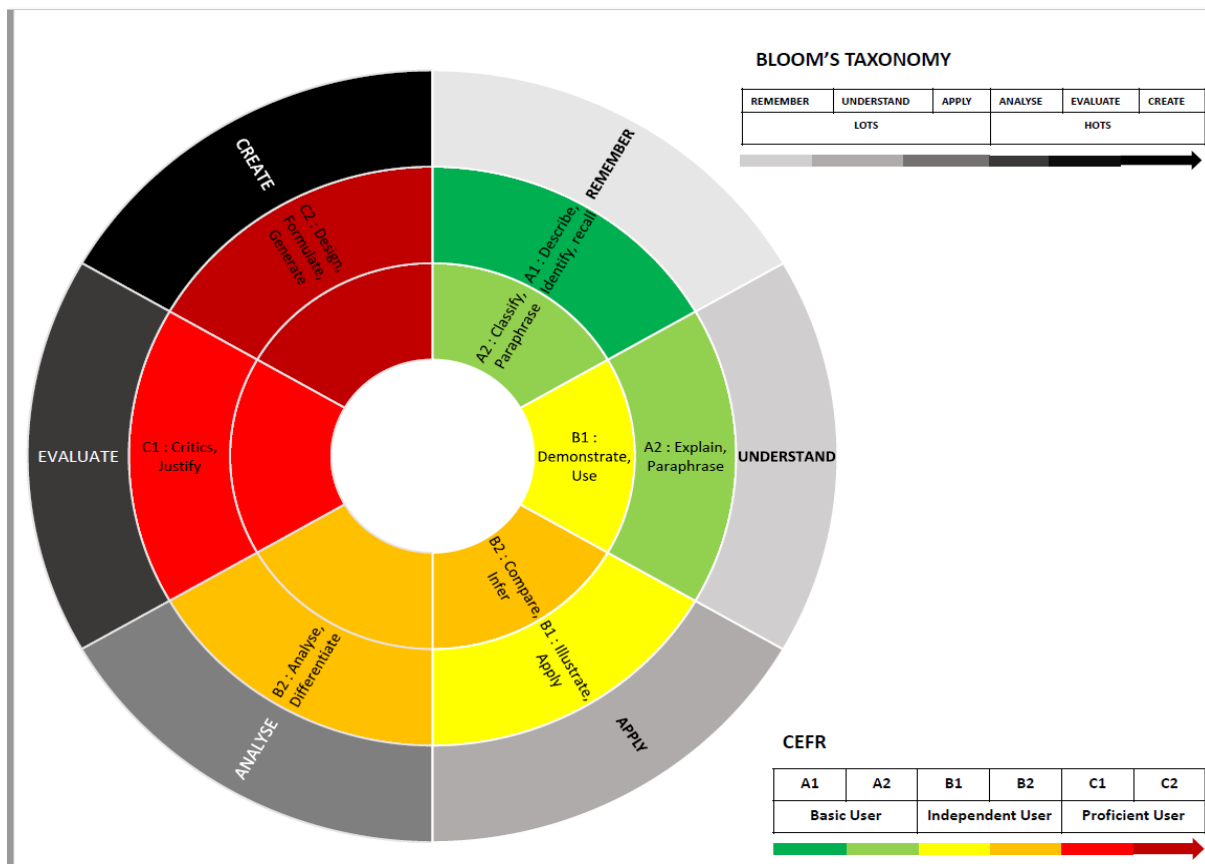 BLOOM'S TAXONOMY
REMEMBER UNDERSTAND APPLY ANALYSE EVALUATE CREATE
LOTS HOTS
CREATE
REMEMBER
C2 : Design,
Formulate,
Generate
A1 : Describe,
Identify, recall
A2 : Classify,
Paraphrase
EVALUATE
C1 : Critics,
Justify
B1 :
Demonstrate,
Use
A2 : Explain,
Paraphrase
UNDERSTAND
B2 : Compare,
Infer
B2 : Analyse,
Differentiate
B1 : Illustrate,
Apply
ANALYSE
APPLY
CEFR
A1 A2 B1 B2 C1 C2
Basic User Independent User Proficient User